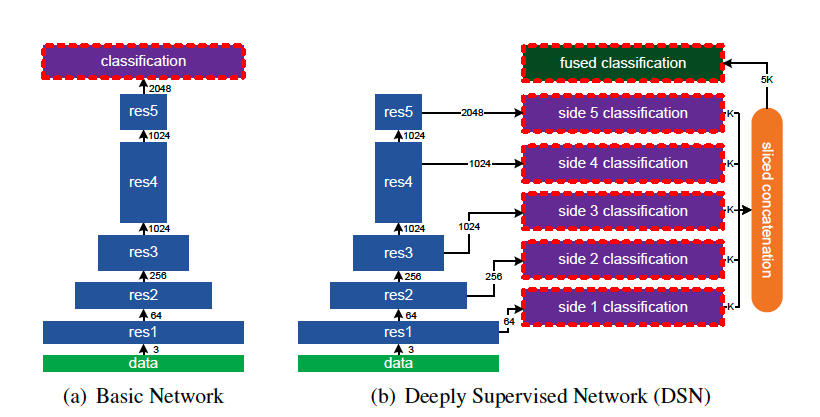 classification
2048
res5
1024
res4
1024
res3
256
res2
64
res1
3
data
(a) Basic Network
fused classification
5K
res5
2048
side 5 classification
K
1024
res4
1024
side 4 classification
K
1024
res3
1024
side 3 classification
K
256
res2
256
side 2 classification
K
64
res1
64
side 1 classification
K
3
data
sliced concatenation
(b) Deeply Supervised Network (DSN)